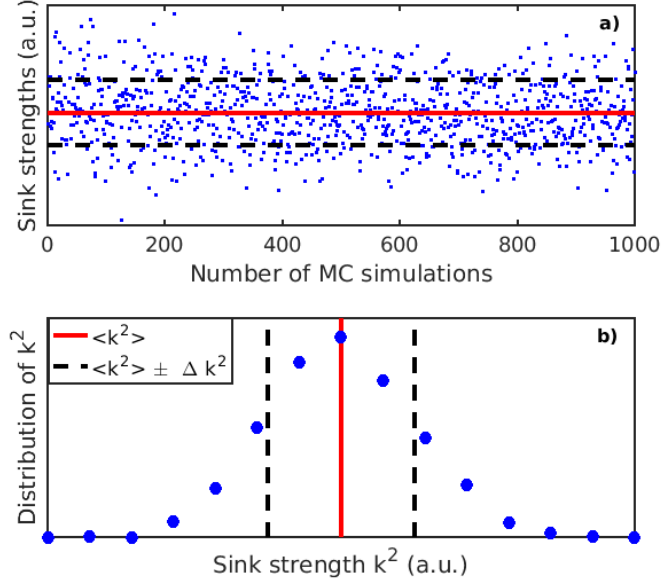 a)
Sink strengths (a.u.)
0 200 400 600 800 1000
Number of MC simulations
b)
<k²>
<k²> ± Δ k²
Distribution of k²
Sink strength k² (a.u.)